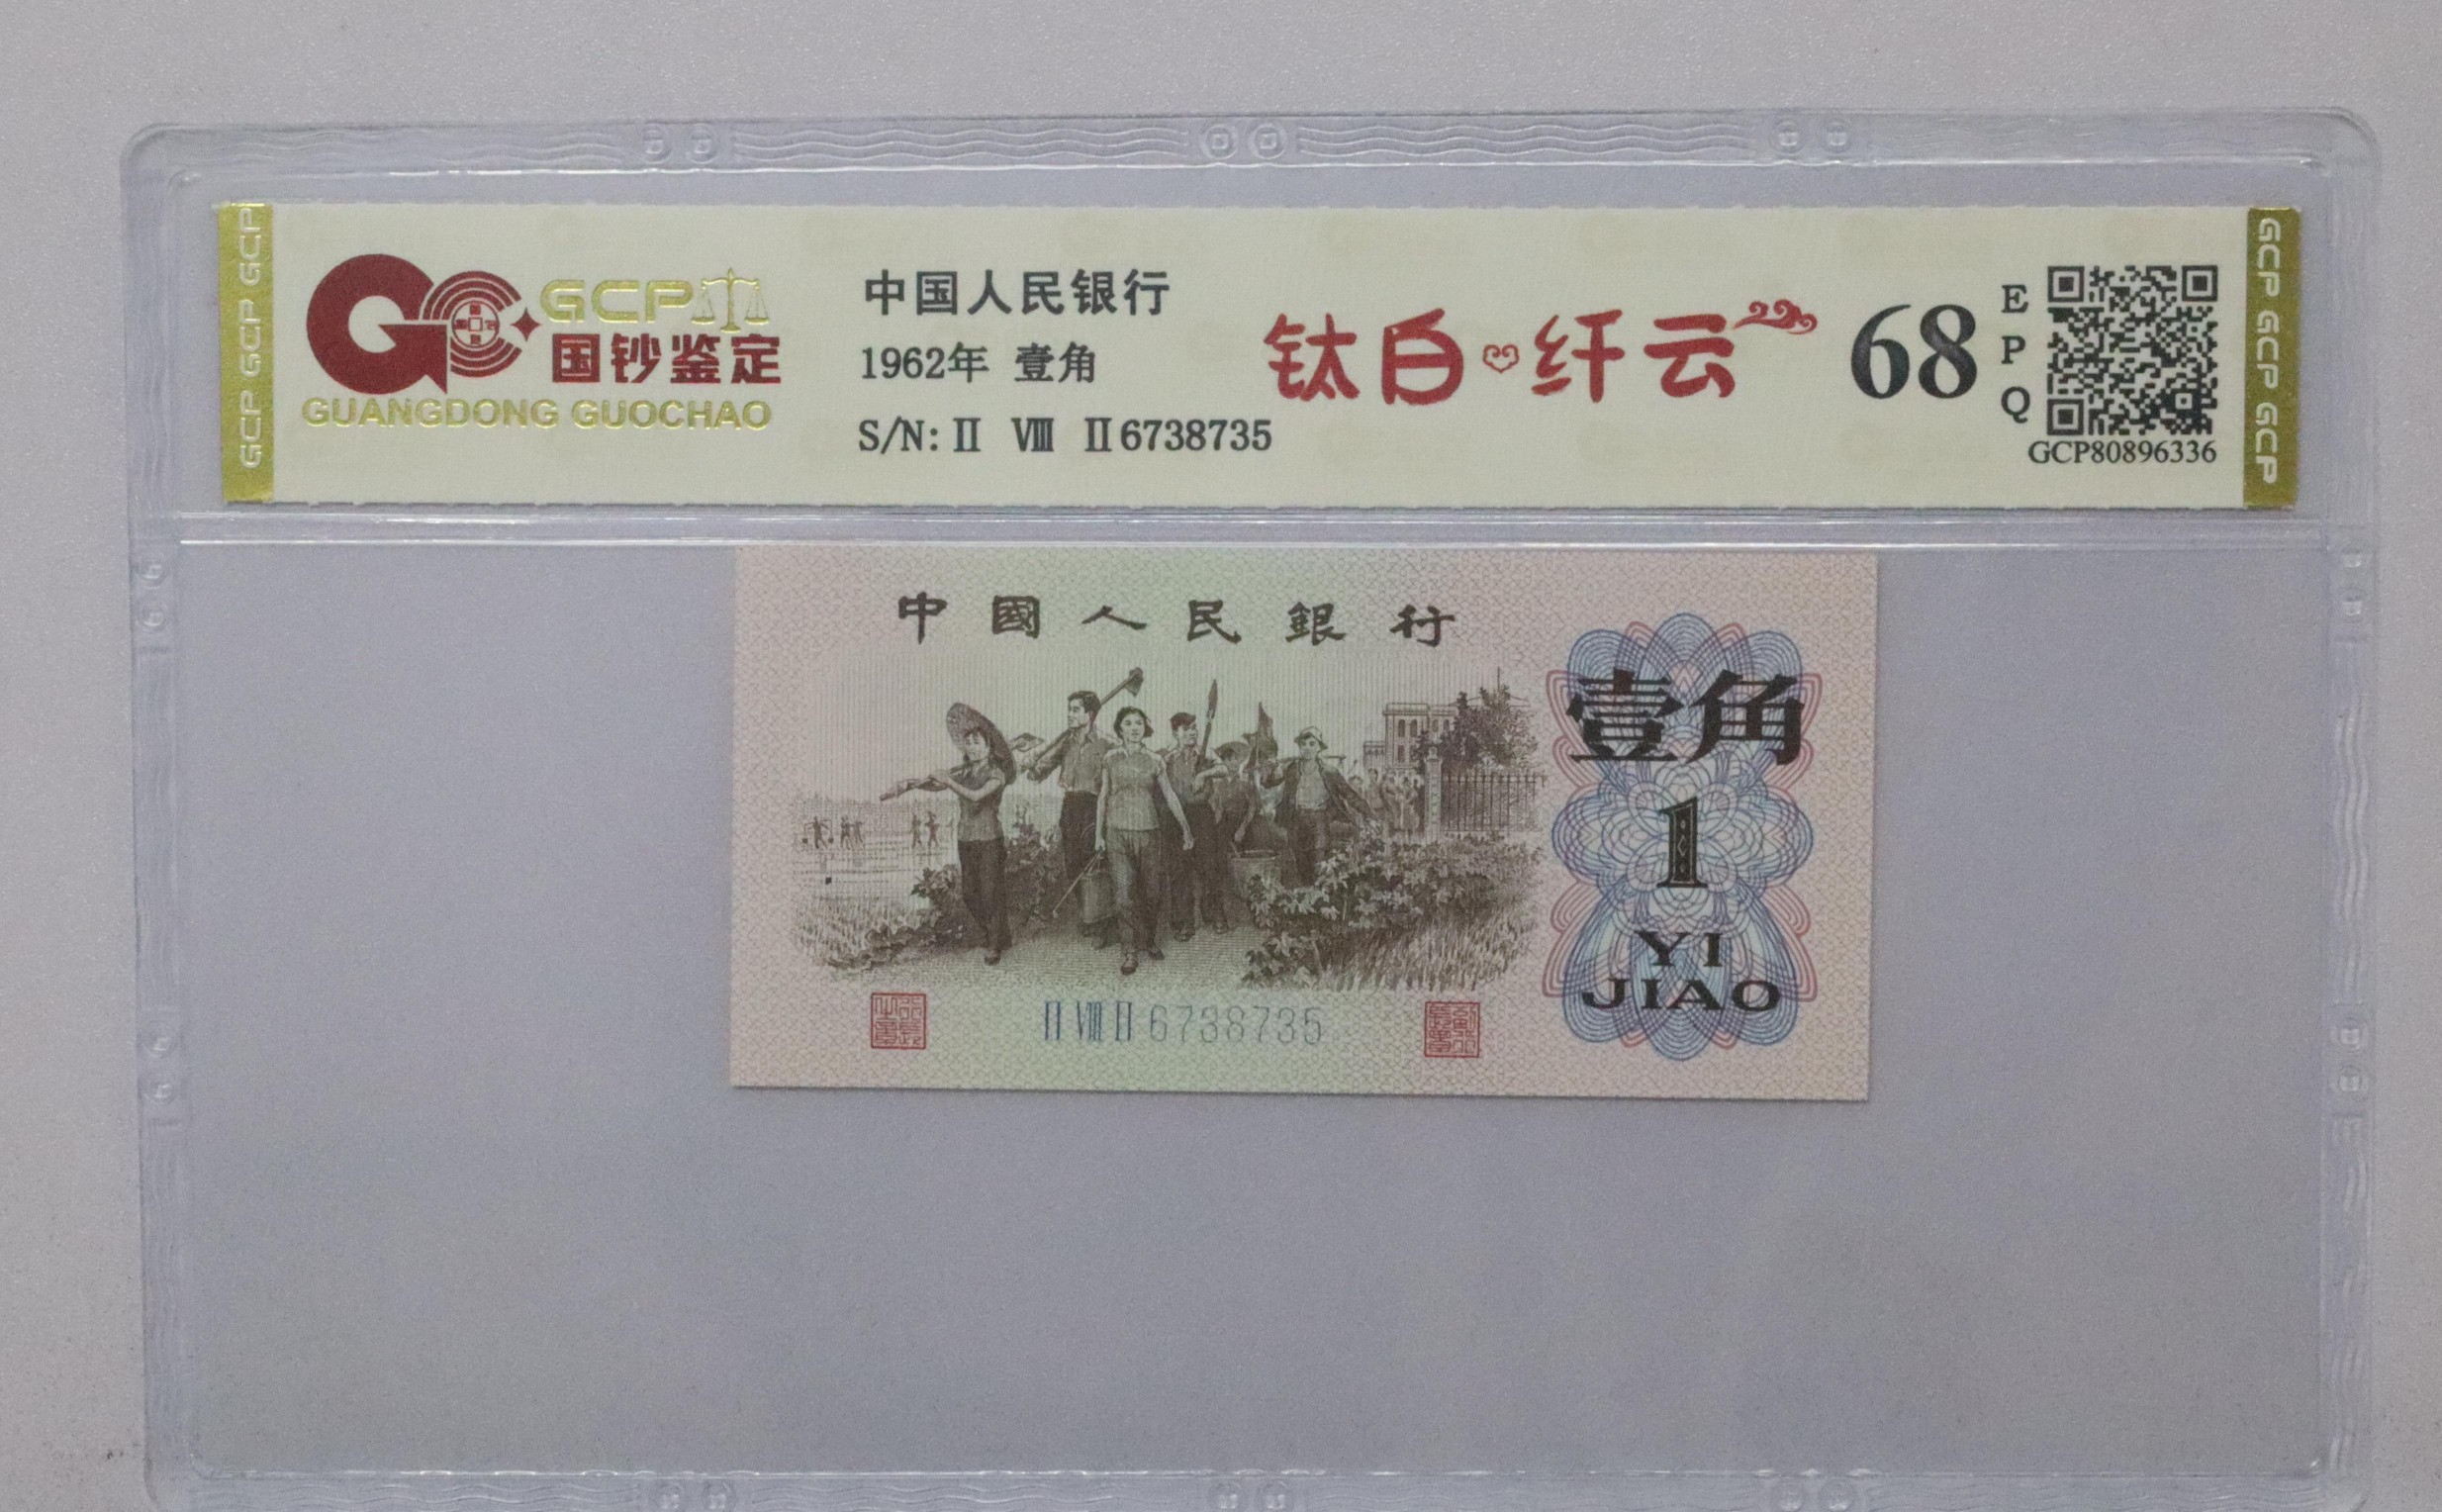 GCP GCP GCP
GCP
国钞鉴定
GUANGDONG GUOCHAO
中国人民银行
1962年 壹角
S/N: Ⅱ Ⅷ Ⅱ6738735
钛白 纤云
68
E
P
Q
GCP80896336
GCP GCP GCP
中國人民銀行
壹角
1
YI
JIAO
Ⅱ Ⅷ Ⅱ 6738735